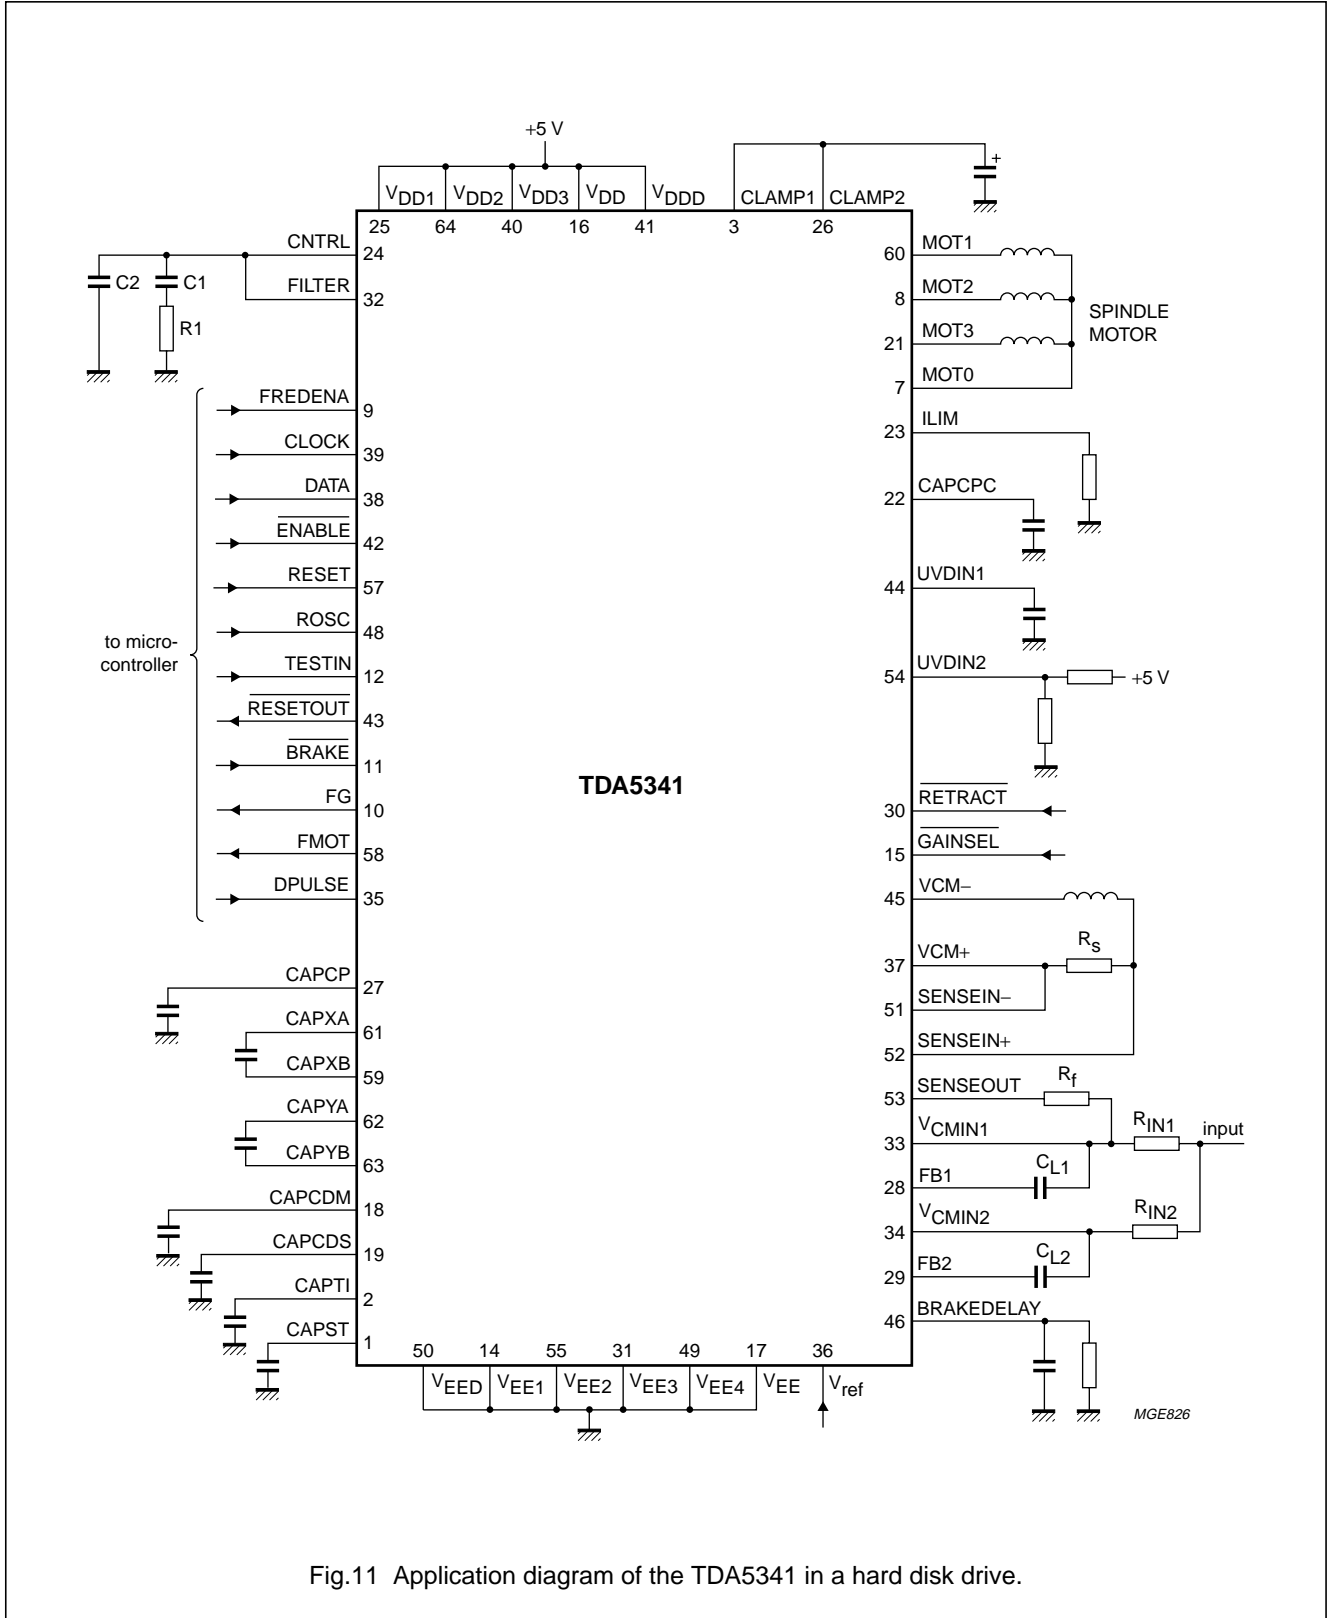 +5 V
VDD1 VDD2 VDD3 VDD VDDD CLAMP1 CLAMP2
25 64 40 16 41 3 26
+
CNTRL
24
C2 C1
FILTER
32
R1
to micro-
controller
FREDENA
9
CLOCK
39
DATA
38
ENABLE
42
RESET
57
ROSC
48
TESTIN
12
RESETOUT
43
BRAKE
11
FG
10
FMOT
58
DPULSE
35
CAPCP
27
CAPXA
61
CAPXB
59
CAPYA
62
CAPYB
63
CAPCDM
18
CAPCDS
19
CAPTI
2
CAPST
1
TDA5341
60 MOT1
8 MOT2
21 MOT3
7 MOT0
SPINDLE
MOTOR
23 ILIM
22 CAPCPC
44 UVDIN1
54 UVDIN2
+5 V
30 RETRACT
15 GAINSEL
45 VCM−
37 VCM+
Rs
51 SENSEIN−
52 SENSEIN+
53 SENSEOUT
Rf
33 VCMIN1
RIN1
input
28 FB1
CL1
34 VCMIN2
RIN2
29 FB2
CL2
46 BRAKEDELAY
50 14 55 31 49 17 36
VEED VEE1 VEE2 VEE3 VEE4 VEE Vref
MGE826
Fig.11 Application diagram of the TDA5341 in a hard disk drive.